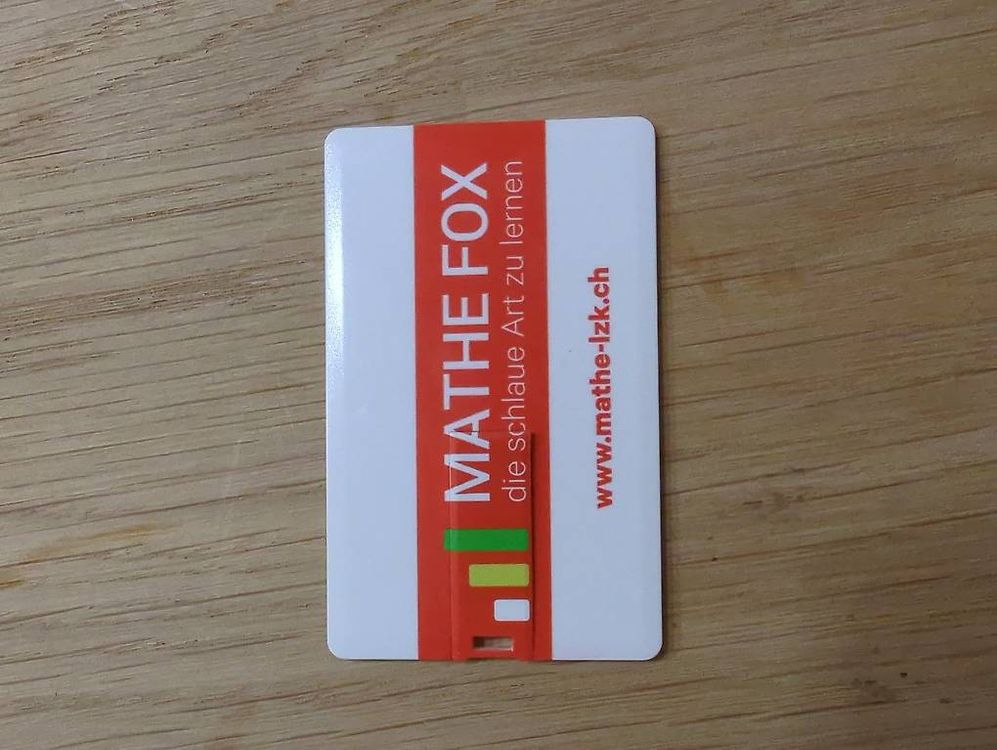 MATHE FOX
die schlaue Art zu lernen
www.mathe-lzk.ch